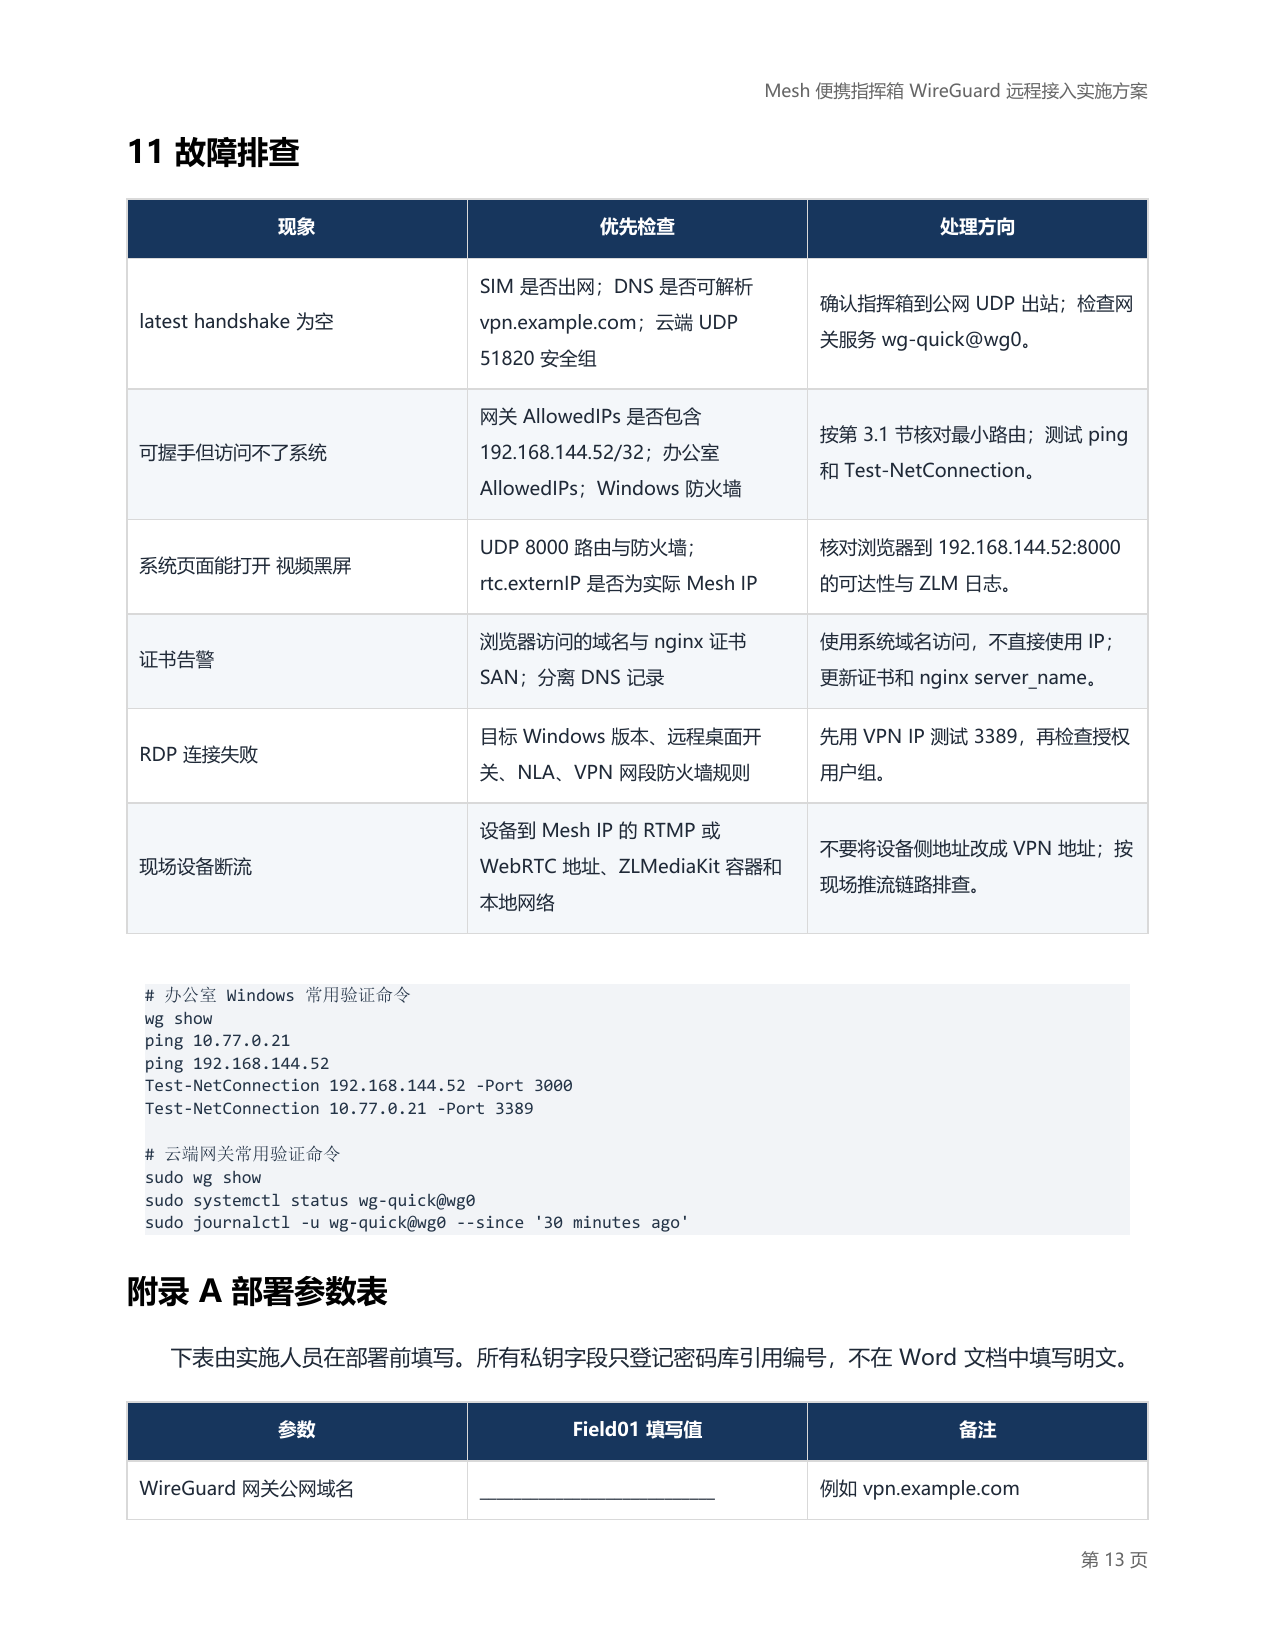 Mesh 便携指挥箱 WireGuard 远程接入实施方案
11 故障排查
现象
优先检查
处理方向
latest handshake 为空
SIM 是否出网；DNS 是否可解析
vpn.example.com；云端 UDP
51820 安全组
确认指挥箱到公网 UDP 出站；检查网
关服务 wg-quick@wg0。
可握手但访问不了系统
网关 AllowedIPs 是否包含
192.168.144.52/32；办公室
AllowedIPs；Windows 防火墙
按第 3.1 节核对最小路由；测试 ping
和 Test-NetConnection。
系统页面能打开 视频黑屏
UDP 8000 路由与防火墙；
rtc.externIP 是否为实际 Mesh IP
核对浏览器到 192.168.144.52:8000
的可达性与 ZLM 日志。
证书告警
浏览器访问的域名与 nginx 证书
SAN；分离 DNS 记录
使用系统域名访问，不直接使用 IP；
更新证书和 nginx server_name。
RDP 连接失败
目标 Windows 版本、远程桌面开
关、NLA、VPN 网段防火墙规则
先用 VPN IP 测试 3389，再检查授权
用户组。
现场设备断流
设备到 Mesh IP 的 RTMP 或
WebRTC 地址、ZLMediaKit 容器和
本地网络
不要将设备侧地址改成 VPN 地址；按
现场推流链路排查。
# 办公室 Windows 常用验证命令
wg show
ping 10.77.0.21
ping 192.168.144.52
Test-NetConnection 192.168.144.52 -Port 3000
Test-NetConnection 10.77.0.21 -Port 3389
# 云端网关常用验证命令
sudo wg show
sudo systemctl status wg-quick@wg0
sudo journalctl -u wg-quick@wg0 --since '30 minutes ago'
附录 A 部署参数表
下表由实施人员在部署前填写。所有私钥字段只登记密码库引用编号，不在 Word 文档中填写明文。
参数
Field01 填写值
备注
WireGuard 网关公网域名
________________________
例如 vpn.example.com
第 13 页